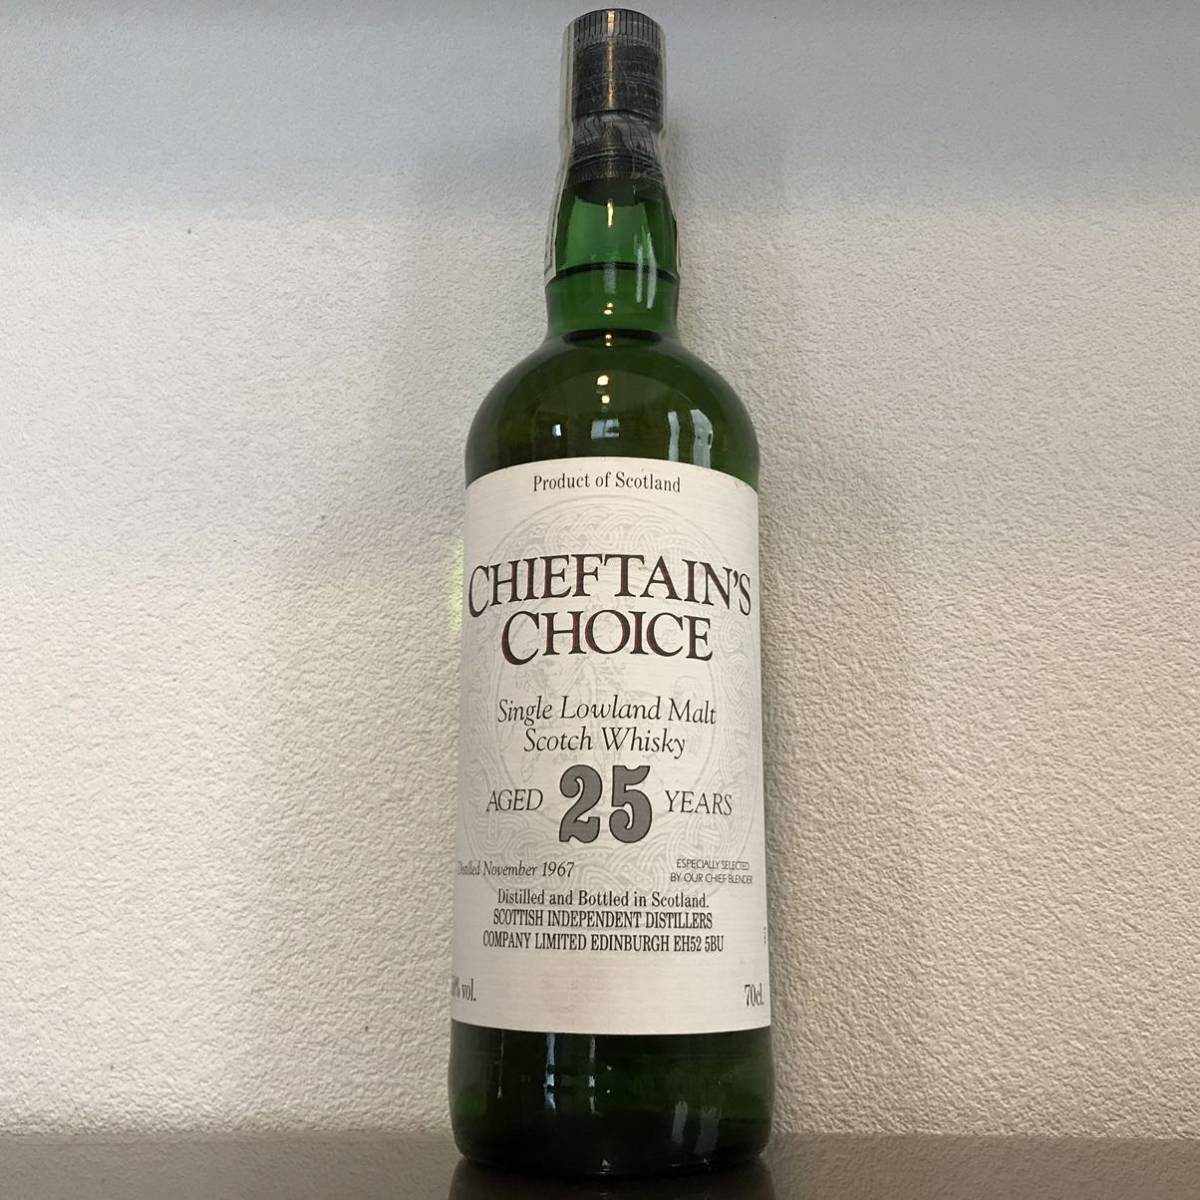 Product of Scotland
CHIEFTAIN'S
CHOICE
Single Lowland Malt
Scotch Whisky
AGED 25 YEARS
November 1967
ESPECIALLY SELECTED
BY OUR CHIEF BLENDER
Distilled and Bottled in Scotland.
SCOTTISH INDEPENDENT DISTILLERS
COMPANY LIMITED EDINBURGH EH52 5BU
vol.
70cl.